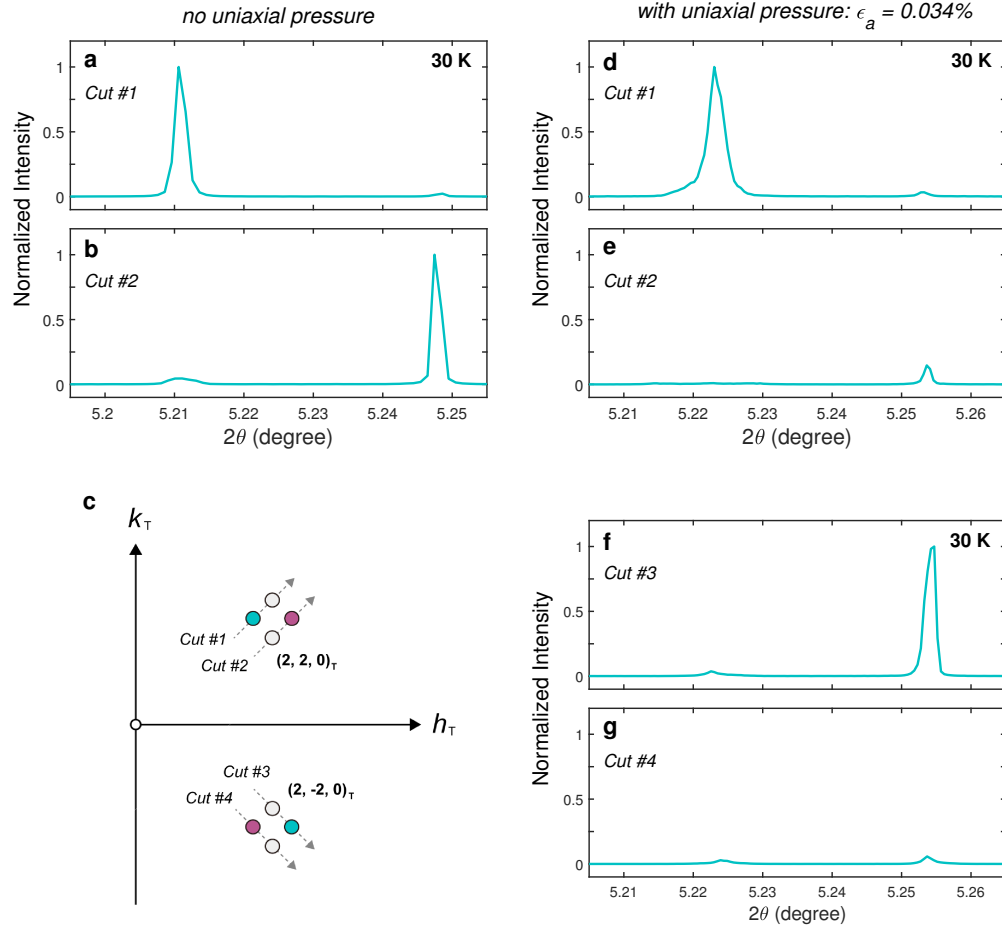 no uniaxial pressure
with uniaxial pressure: ϵ_a = 0.034%
a
30 K
Cut #1
1
0.5
0
Normalized Intensity
b
Cut #2
1
0.5
0
5.2
5.21
5.22
5.23
5.24
5.25
2θ (degree)
d
30 K
Cut #1
1
0.5
0
Normalized Intensity
e
Cut #2
1
0.5
0
5.21
5.22
5.23
5.24
5.25
5.26
2θ (degree)
c
k_T
Cut #1
Cut #2
(2, 2, 0)_T
h_T
Cut #3
Cut #4
(2, -2, 0)_T
f
30 K
Cut #3
1
0.5
0
Normalized Intensity
g
Cut #4
1
0.5
0
5.21
5.22
5.23
5.24
5.25
5.26
2θ (degree)